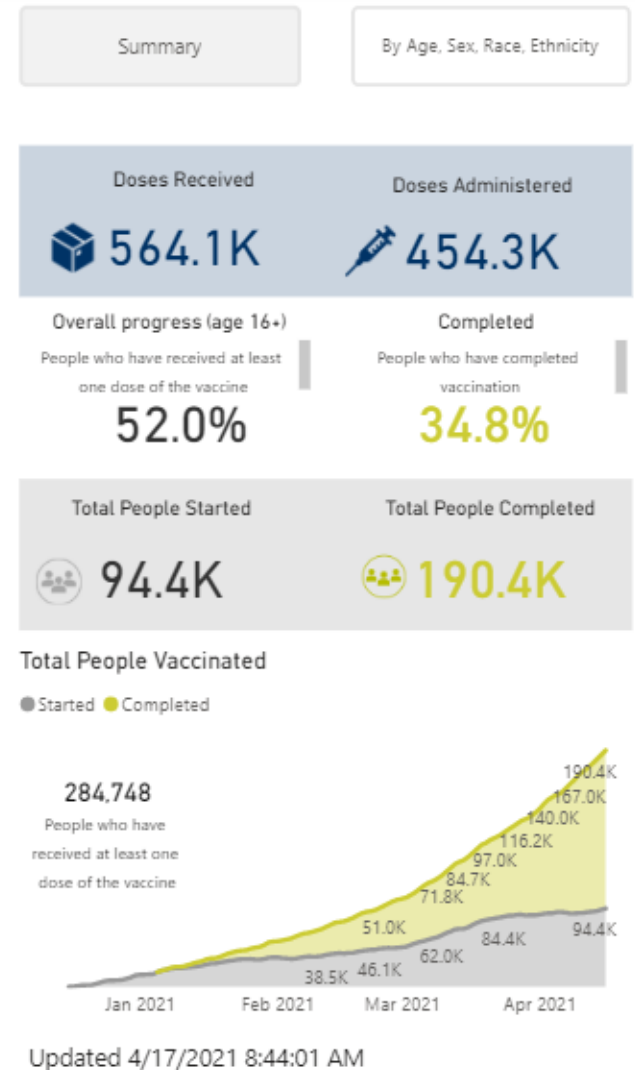 Summary
By Age, Sex, Race, Ethnicity
Doses Received
Doses Administered
564.1K
454.3K
Overall progress (age 16+)
Completed
People who have received at least
one dose of the vaccine
People who have completed
vaccination
52.0%
34.8%
Total People Started
Total People Completed
94.4K
190.4K
Total People Vaccinated
Started
Completed
284,748
People who have
received at least one
dose of the vaccine
190.4K
167.0K
140.0K
116.2K
97.0K
84.7K
71.8K
51.0K
94.4K
84.4K
62.0K
46.1K
38.5K
Jan 2021
Feb 2021
Mar 2021
Apr 2021
Updated 4/17/2021 8:44:01 AM